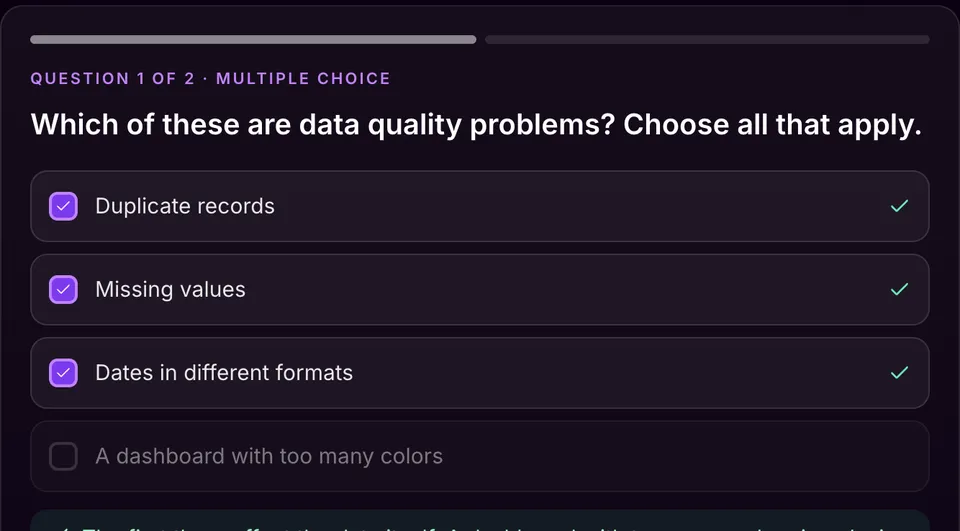 QUESTION 1 OF 2 · MULTIPLE CHOICE
Which of these are data quality problems? Choose all that apply.
Duplicate records
Missing values
Dates in different formats
A dashboard with too many colors